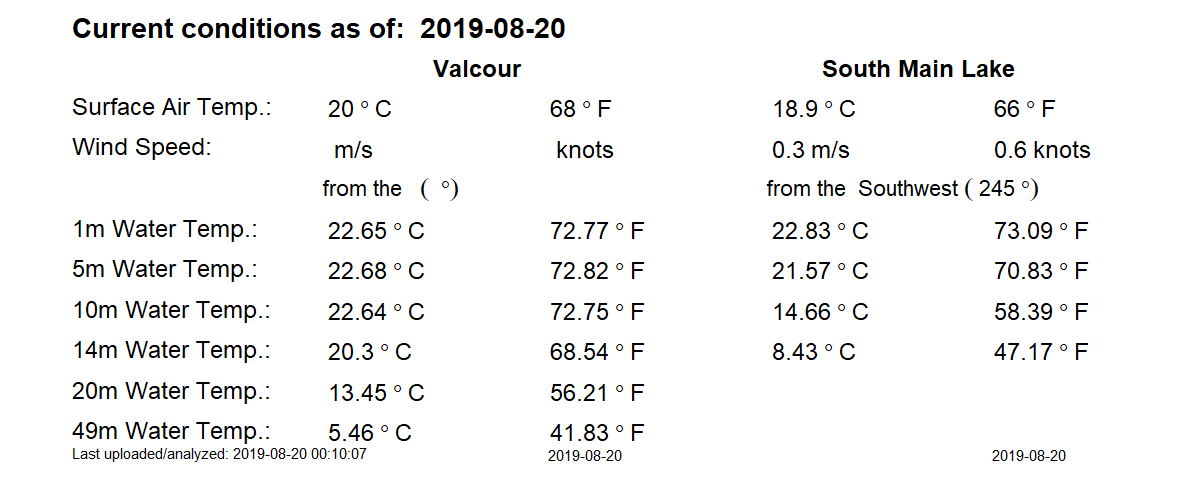 Current conditions as of: 2019-08-20
Valcour South Main Lake
Surface Air Temp.: 20 ° C 68 ° F 18.9 ° C 66 ° F
Wind Speed: m/s knots 0.3 m/s 0.6 knots
from the ( °) from the Southwest ( 245 °)
1m Water Temp.: 22.65 ° C 72.77 ° F 22.83 ° C 73.09 ° F
5m Water Temp.: 22.68 ° C 72.82 ° F 21.57 ° C 70.83 ° F
10m Water Temp.: 22.64 ° C 72.75 ° F 14.66 ° C 58.39 ° F
14m Water Temp.: 20.3 ° C 68.54 ° F 8.43 ° C 47.17 ° F
20m Water Temp.: 13.45 ° C 56.21 ° F
49m Water Temp.: 5.46 ° C 41.83 ° F
Last uploaded/analyzed: 2019-08-20 00:10:07 2019-08-20 2019-08-20